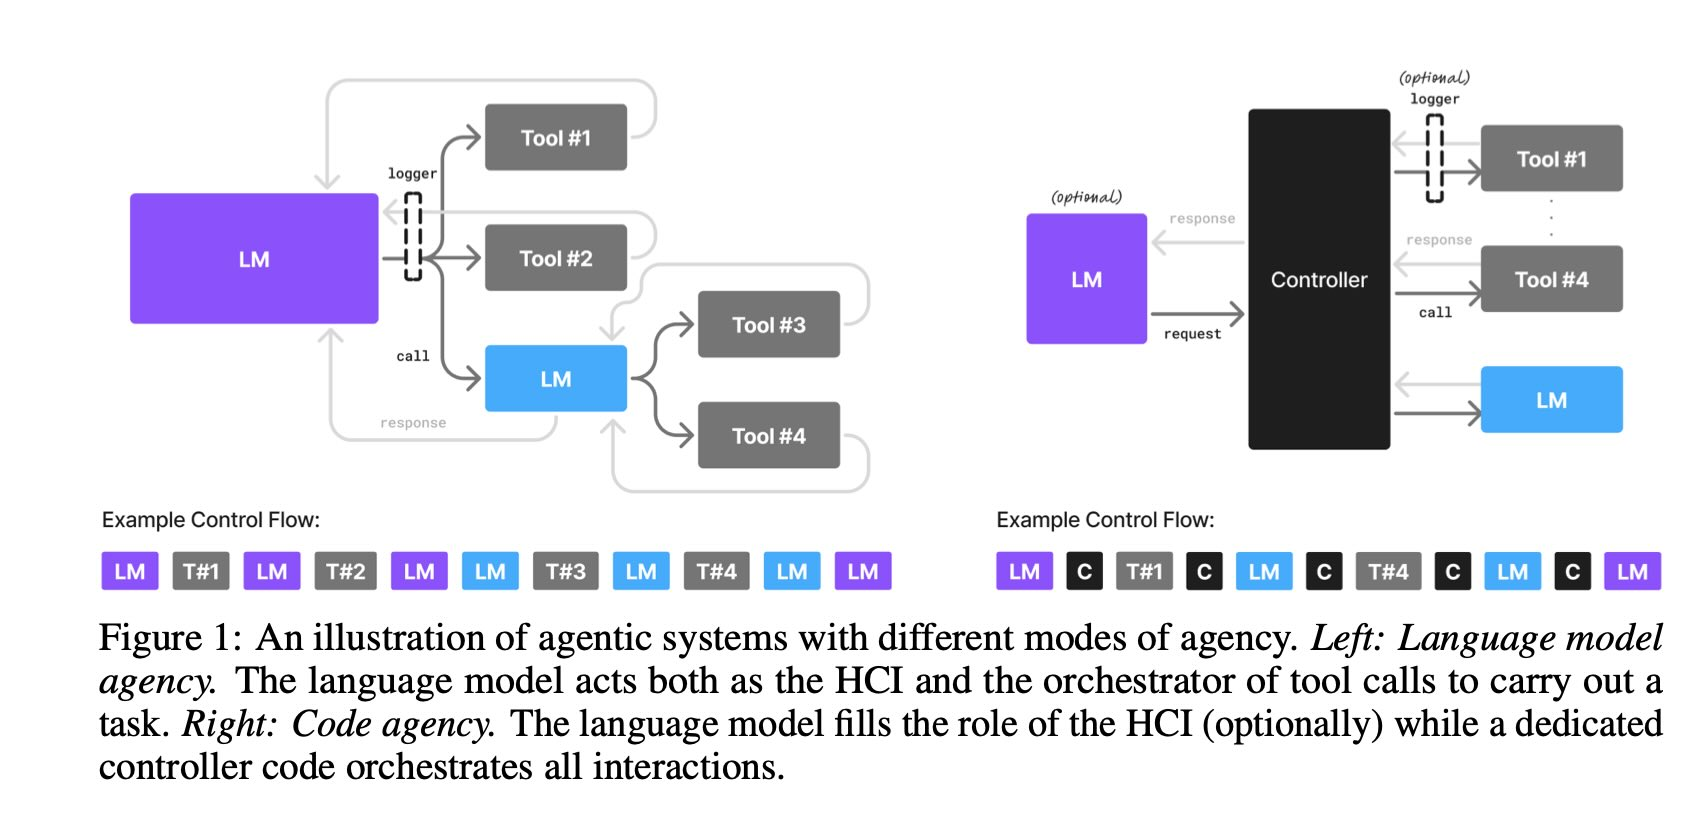 Tool #1
logger
LM
Tool #2
Tool #3
call
LM
response
Tool #4
(optional)
logger
Tool #1
(optional)
response
response
LM
Controller
Tool #4
call
request
LM
Example Control Flow:
LM T#1 LM T#2 LM LM T#3 LM T#4 LM LM
Example Control Flow:
LM C T#1 C LM C T#4 C LM C LM
Figure 1: An illustration of agentic systems with different modes of agency. Left: Language model
agency. The language model acts both as the HCI and the orchestrator of tool calls to carry out a
task. Right: Code agency. The language model fills the role of the HCI (optionally) while a dedicated
controller code orchestrates all interactions.